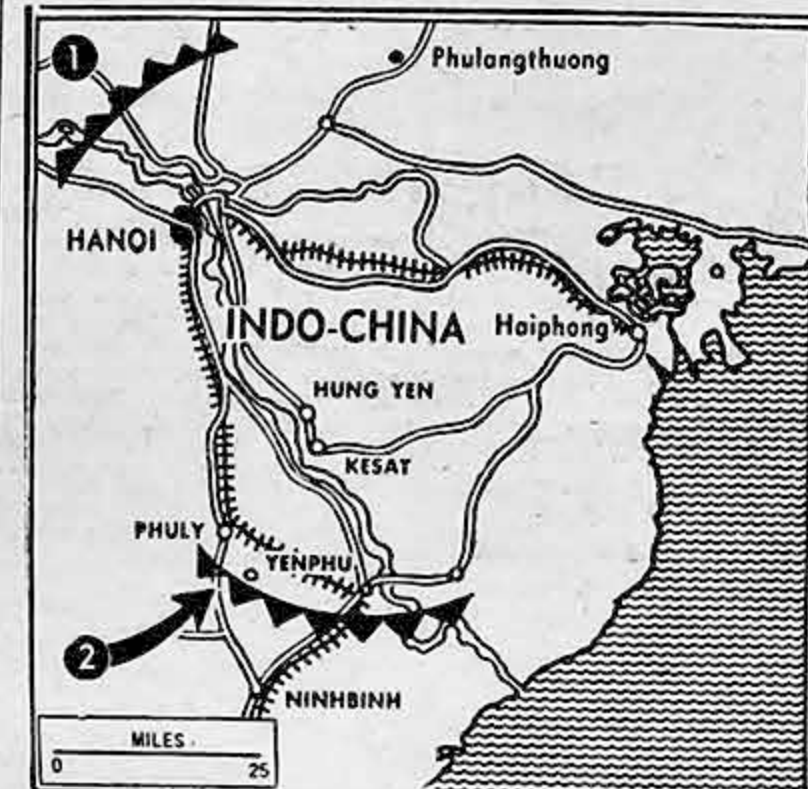 1
Phulangthuong
HANOI
INDO-CHINA
Haiphong
HUNG YEN
KESAT
PHULY
YENPHU
2
NINHBINH
MILES
0 25